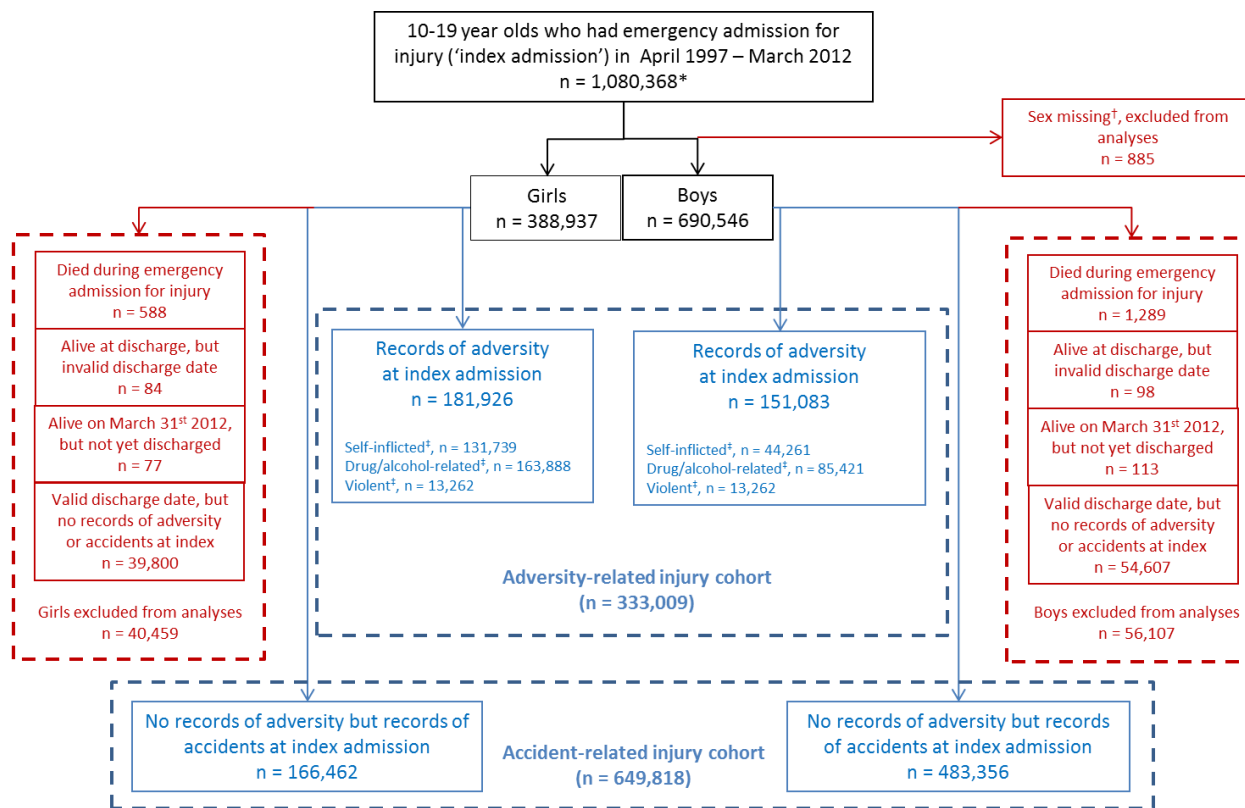 10-19 year olds who had emergency admission for
injury (‘index admission’) in April 1997 – March 2012
n = 1,080,368*
Sex missing†, excluded from
analyses
n = 885
Girls
n = 388,937
Boys
n = 690,546
Died during emergency
admission for injury
n = 588
Alive at discharge, but
invalid discharge date
n = 84
Alive on March 31st 2012,
but not yet discharged
n = 77
Valid discharge date, but
no records of adversity
or accidents at index
n = 39,800
Girls excluded from analyses
n = 40,459
Records of adversity
at index admission
n = 181,926
Self-inflicted‡, n = 131,739
Drug/alcohol-related‡, n = 163,888
Violent‡, n = 13,262
Records of adversity
at index admission
n = 151,083
Self-inflicted‡, n = 44,261
Drug/alcohol-related‡, n = 85,421
Violent‡, n = 13,262
Adversity-related injury cohort
(n = 333,009)
Died during emergency
admission for injury
n = 1,289
Alive at discharge, but
invalid discharge date
n = 98
Alive on March 31st 2012,
but not yet discharged
n = 113
Valid discharge date, but
no records of adversity
or accidents at index
n = 54,607
Boys excluded from analyses
n = 56,107
No records of adversity but records of
accidents at index admission
n = 166,462
Accident-related injury cohort
(n = 649,818)
No records of adversity but records
of accidents at index admission
n = 483,356